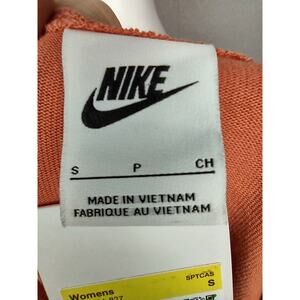 NIKE
S P CH
MADE IN VIETNAM
FABRIQUE AU VIETNAM
SPTCAS
Womens S